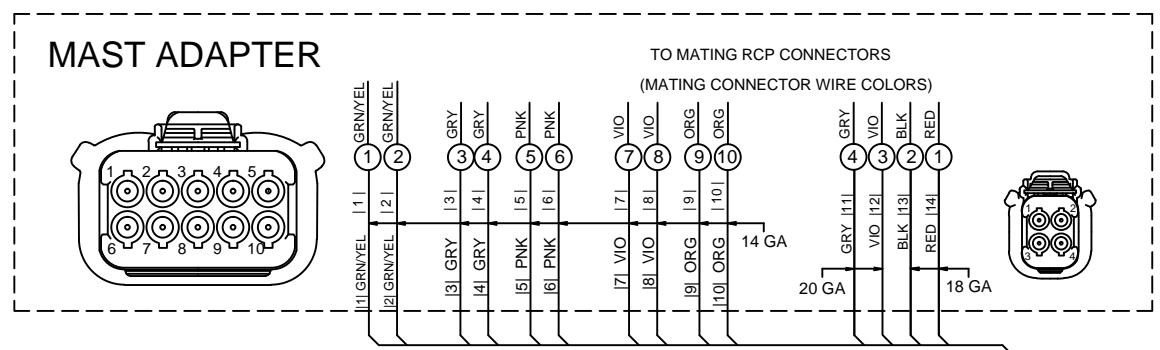 MAST ADAPTER
TO MATING RCP CONNECTORS
(MATING CONNECTOR WIRE COLORS)
GRN/YEL GRN/YEL GRY GRY PNK PNK VIO VIO ORG ORG GRY VIO BLK RED
1 2 3 4 5 6 7 8 9 10 4 3 2 1
1 2 3 4 5
6 7 8 9 10
|1| |2| |3| |4| |5| |6| |7| |8| |9| |10|
14 GA
|1| GRN/YEL |2| GRN/YEL |3| GRY |4| GRY |5| PNK |6| PNK |7| VIO |8| VIO |9| ORG |10| ORG
GRY |11| VIO |12| BLK |13| RED |14|
20 GA
18 GA
1 2
3 4